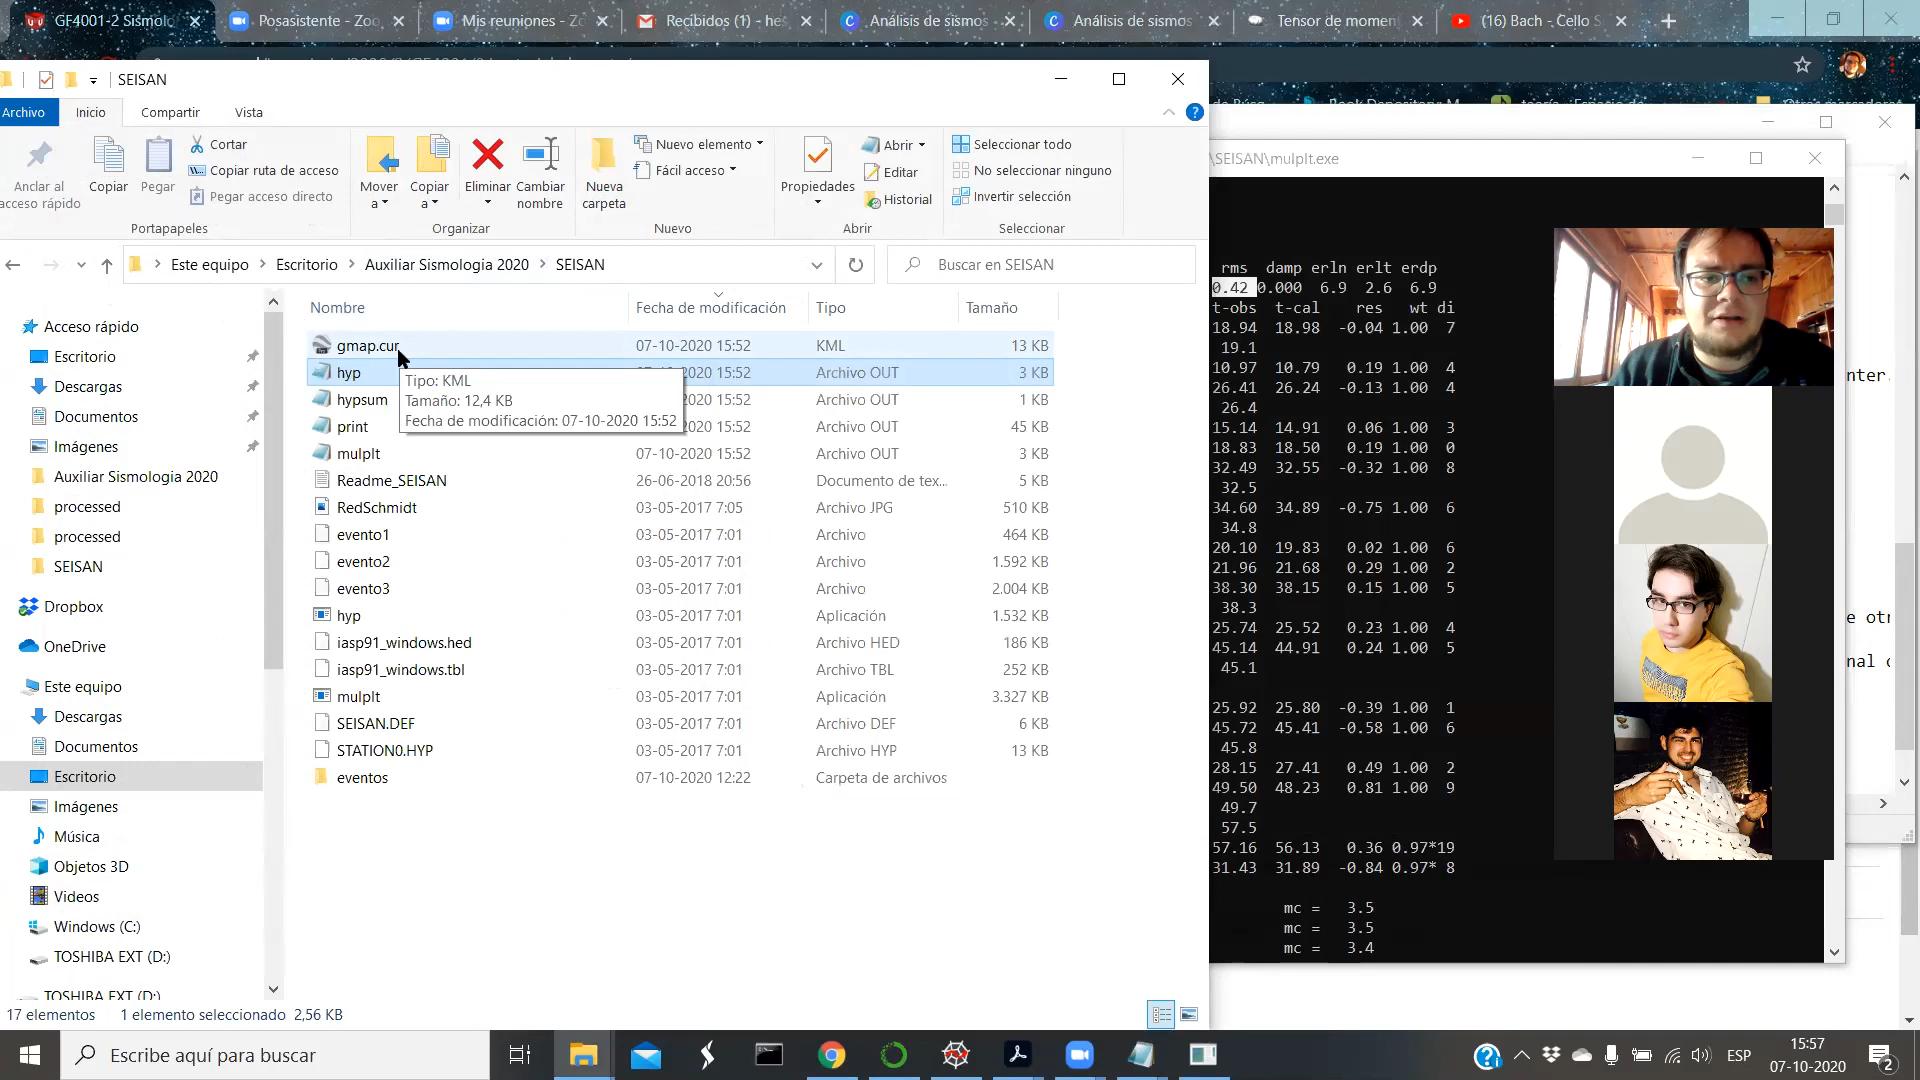 GF4001-2 Sismolo
Posasistente - Zoo
Mis reuniones - Zo
Recibidos (1) - he
Análisis de sismos
Análisis de sismos
Tensor de momen
(16) Bach - Cello S
SEISAN
Archivo
Inicio
Compartir
Vista
Anclar al
acceso rápido
Copiar
Pegar
Cortar
Copiar ruta de acceso
Pegar acceso directo
Portapapeles
Mover
a
Copiar
a
Eliminar
Cambiar
nombre
Organizar
Nueva
carpeta
Nuevo elemento
Fácil acceso
Nuevo
Propiedades
Abrir
Editar
Historial
Abrir
Seleccionar todo
No seleccionar ninguno
Invertir selección
Seleccionar
Este equipo > Escritorio > Auxiliar Sismologia 2020 > SEISAN
Buscar en SEISAN
Acceso rápido
Escritorio
Descargas
Documentos
Imágenes
Auxiliar Sismologia 2020
processed
processed
SEISAN
Dropbox
OneDrive
Este equipo
Descargas
Documentos
Escritorio
Imágenes
Música
Objetos 3D
Videos
Windows (C:)
TOSHIBA EXT (D:)
TOSHIBA EXT (D:)
Nombre Fecha de modificación Tipo Tamaño
gmap.cur 07-10-2020 15:52 KML 13 KB
hyp 07-10-2020 15:52 Archivo OUT 3 KB
hypsum 07-10-2020 15:52 Archivo OUT 1 KB
print 07-10-2020 15:52 Archivo OUT 45 KB
mulplt 07-10-2020 15:52 Archivo OUT 3 KB
Readme_SEISAN 26-06-2018 20:56 Documento de tex... 5 KB
RedSchmidt 03-05-2017 7:05 Archivo JPG 510 KB
evento1 03-05-2017 7:01 Archivo 464 KB
evento2 03-05-2017 7:01 Archivo 1.592 KB
evento3 03-05-2017 7:01 Archivo 2.004 KB
hyp 03-05-2017 7:01 Aplicación 1.532 KB
iasp91_windows.hed 03-05-2017 7:01 Archivo HED 186 KB
iasp91_windows.tbl 03-05-2017 7:01 Archivo TBL 252 KB
mulplt 03-05-2017 7:01 Aplicación 3.327 KB
SEISAN.DEF 03-05-2017 7:01 Archivo DEF 6 KB
STATION0.HYP 03-05-2017 7:01 Archivo HYP 13 KB
eventos 07-10-2020 12:22 Carpeta de archivos
Tipo: KML
Tamaño: 12,4 KB
Fecha de modificación: 07-10-2020 15:52
17 elementos 1 elemento seleccionado 2,56 KB
\SEISAN\mulplt.exe
rms damp erln erlt erdp
0.42 0.000 6.9 2.6 6.9
t-obs t-cal res wt di
18.94 18.98 -0.04 1.00 7
19.1
10.97 10.79 0.19 1.00 4
26.41 26.24 -0.13 1.00 4
26.4
15.14 14.91 0.06 1.00 3
18.83 18.50 0.19 1.00 0
32.49 32.55 -0.32 1.00 8
32.5
34.60 34.89 -0.75 1.00 6
34.8
20.10 19.83 0.02 1.00 6
21.96 21.68 0.29 1.00 2
38.30 38.15 0.15 1.00 5
38.3
25.74 25.52 0.23 1.00 4
45.14 44.91 0.24 1.00 5
45.1
25.92 25.80 -0.39 1.00 1
45.72 45.41 -0.58 1.00 6
45.8
28.15 27.41 0.49 1.00 2
49.50 48.23 0.81 1.00 9
49.7
57.5
57.16 56.13 0.36 0.97*19
31.43 31.89 -0.84 0.97* 8
mc = 3.5
mc = 3.5
mc = 3.4
nter.
e otr
nal c
Escribe aquí para buscar
ESP
15:57
07-10-2020
2